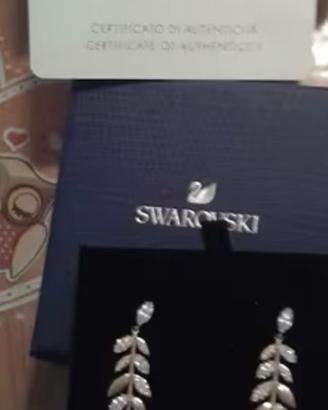 CERTIFICATO DI AUTENTICITÀ
CERTIFICATE OF AUTHENTICITY
SWAROVSKI